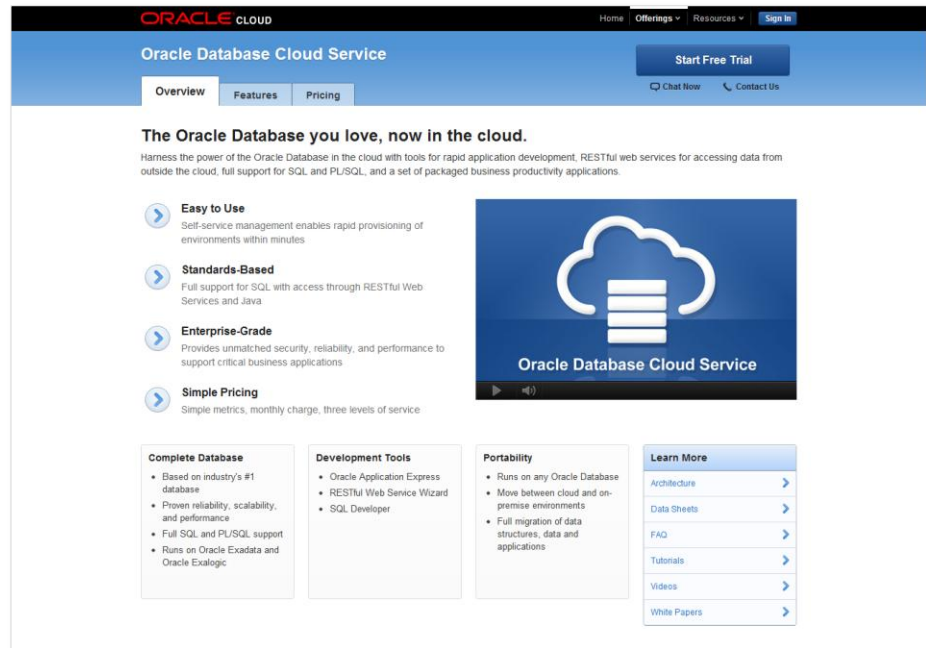 ORACLE CLOUD
Home Offerings Resources Sign In
Oracle Database Cloud Service
Start Free Trial
Chat Now Contact Us
Overview Features Pricing
The Oracle Database you love, now in the cloud.
Harness the power of the Oracle Database in the cloud with tools for rapid application development, RESTful web services for accessing data from
outside the cloud, full support for SQL and PL/SQL, and a set of packaged business productivity applications.
Easy to Use
Self-service management enables rapid provisioning of
environments within minutes
Standards-Based
Full support for SQL with access through RESTful Web
Services and Java
Enterprise-Grade
Provides unmatched security, reliability, and performance to
support critical business applications
Simple Pricing
Simple metrics, monthly charge, three levels of service
Oracle Database Cloud Service
Complete Database
• Based on industry's #1
database
• Proven reliability, scalability,
and performance
• Full SQL and PL/SQL support
• Runs on Oracle Exadata and
Oracle Exalogic
Development Tools
• Oracle Application Express
• RESTful Web Service Wizard
• SQL Developer
Portability
• Runs on any Oracle Database
• Move between cloud and on-
premise environments
• Full migration of data
structures, data and
applications
Learn More
Architecture
Data Sheets
FAQ
Tutorials
Videos
White Papers